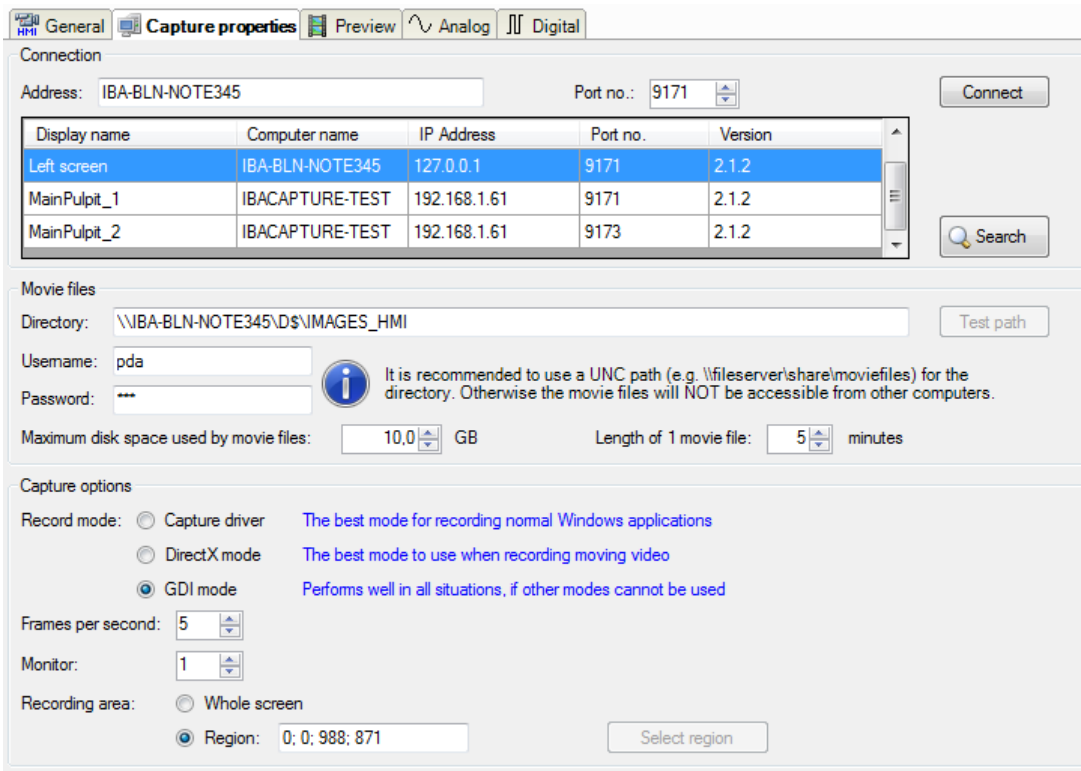 HMI General Capture properties Preview Analog Digital
Connection
Address: IBA-BLN-NOTE345 Port no.: 9171 Connect
Display name Computer name IP Address Port no. Version
Left screen IBA-BLN-NOTE345 127.0.0.1 9171 2.1.2
MainPulpit_1 IBACAPTURE-TEST 192.168.1.61 9171 2.1.2
MainPulpit_2 IBACAPTURE-TEST 192.168.1.61 9173 2.1.2
Search
Movie files
Directory: \\IBA-BLN-NOTE345\D$\IMAGES_HMI Test path
Username: pda
Password: ***
It is recommended to use a UNC path (e.g. \\fileserver\share\moviefiles) for the
directory. Otherwise the movie files will NOT be accessible from other computers.
Maximum disk space used by movie files: 10,0 GB Length of 1 movie file: 5 minutes
Capture options
Record mode: Capture driver The best mode for recording normal Windows applications
DirectX mode The best mode to use when recording moving video
GDI mode Performs well in all situations, if other modes cannot be used
Frames per second: 5
Monitor: 1
Recording area: Whole screen
Region: 0; 0; 988; 871 Select region